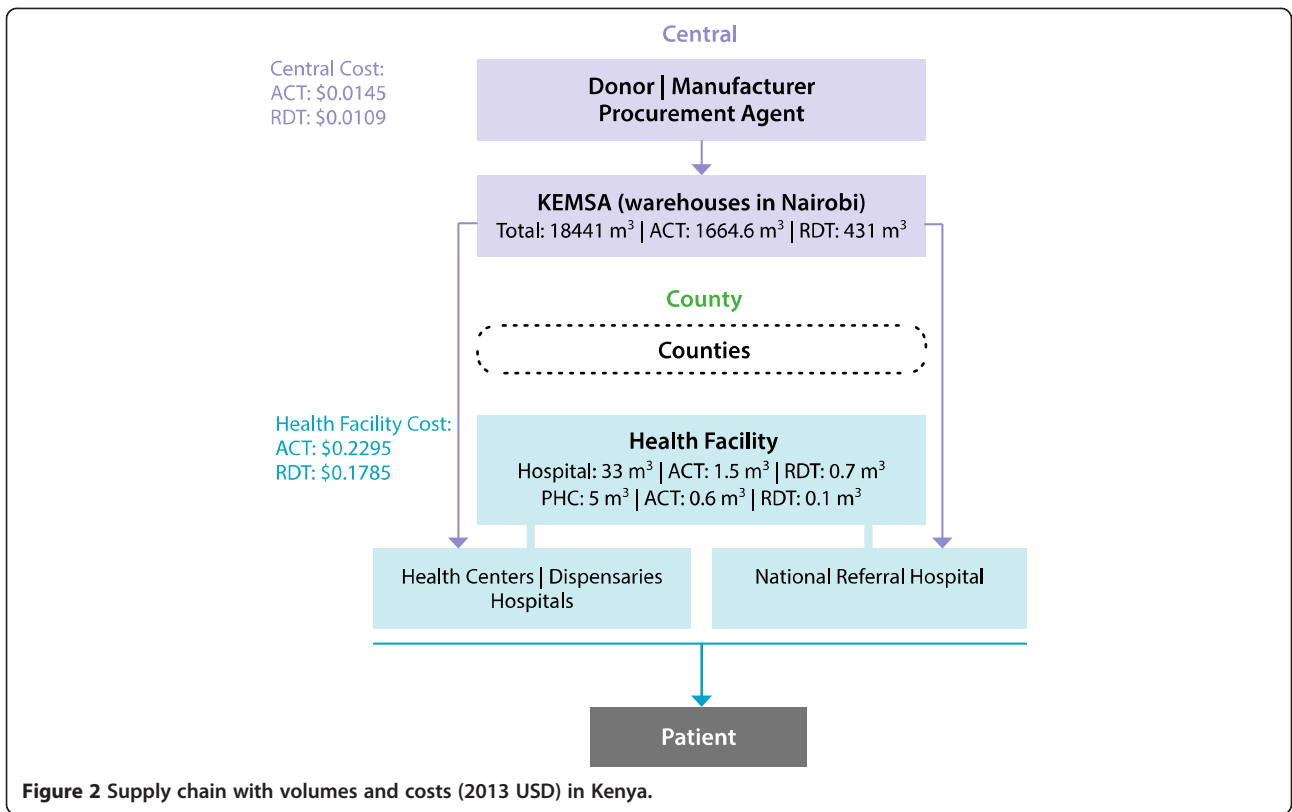 Central
Central Cost:
ACT: $0.0145
RDT: $0.0109
Donor | Manufacturer
Procurement Agent
KEMSA (warehouses in Nairobi)
Total: 18441 m³ | ACT: 1664.6 m³ | RDT: 431 m³
County
Counties
Health Facility Cost:
ACT: $0.2295
RDT: $0.1785
Health Facility
Hospital: 33 m³ | ACT: 1.5 m³ | RDT: 0.7 m³
PHC: 5 m³ | ACT: 0.6 m³ | RDT: 0.1 m³
Health Centers | Dispensaries
Hospitals
National Referral Hospital
Patient
Figure 2 Supply chain with volumes and costs (2013 USD) in Kenya.